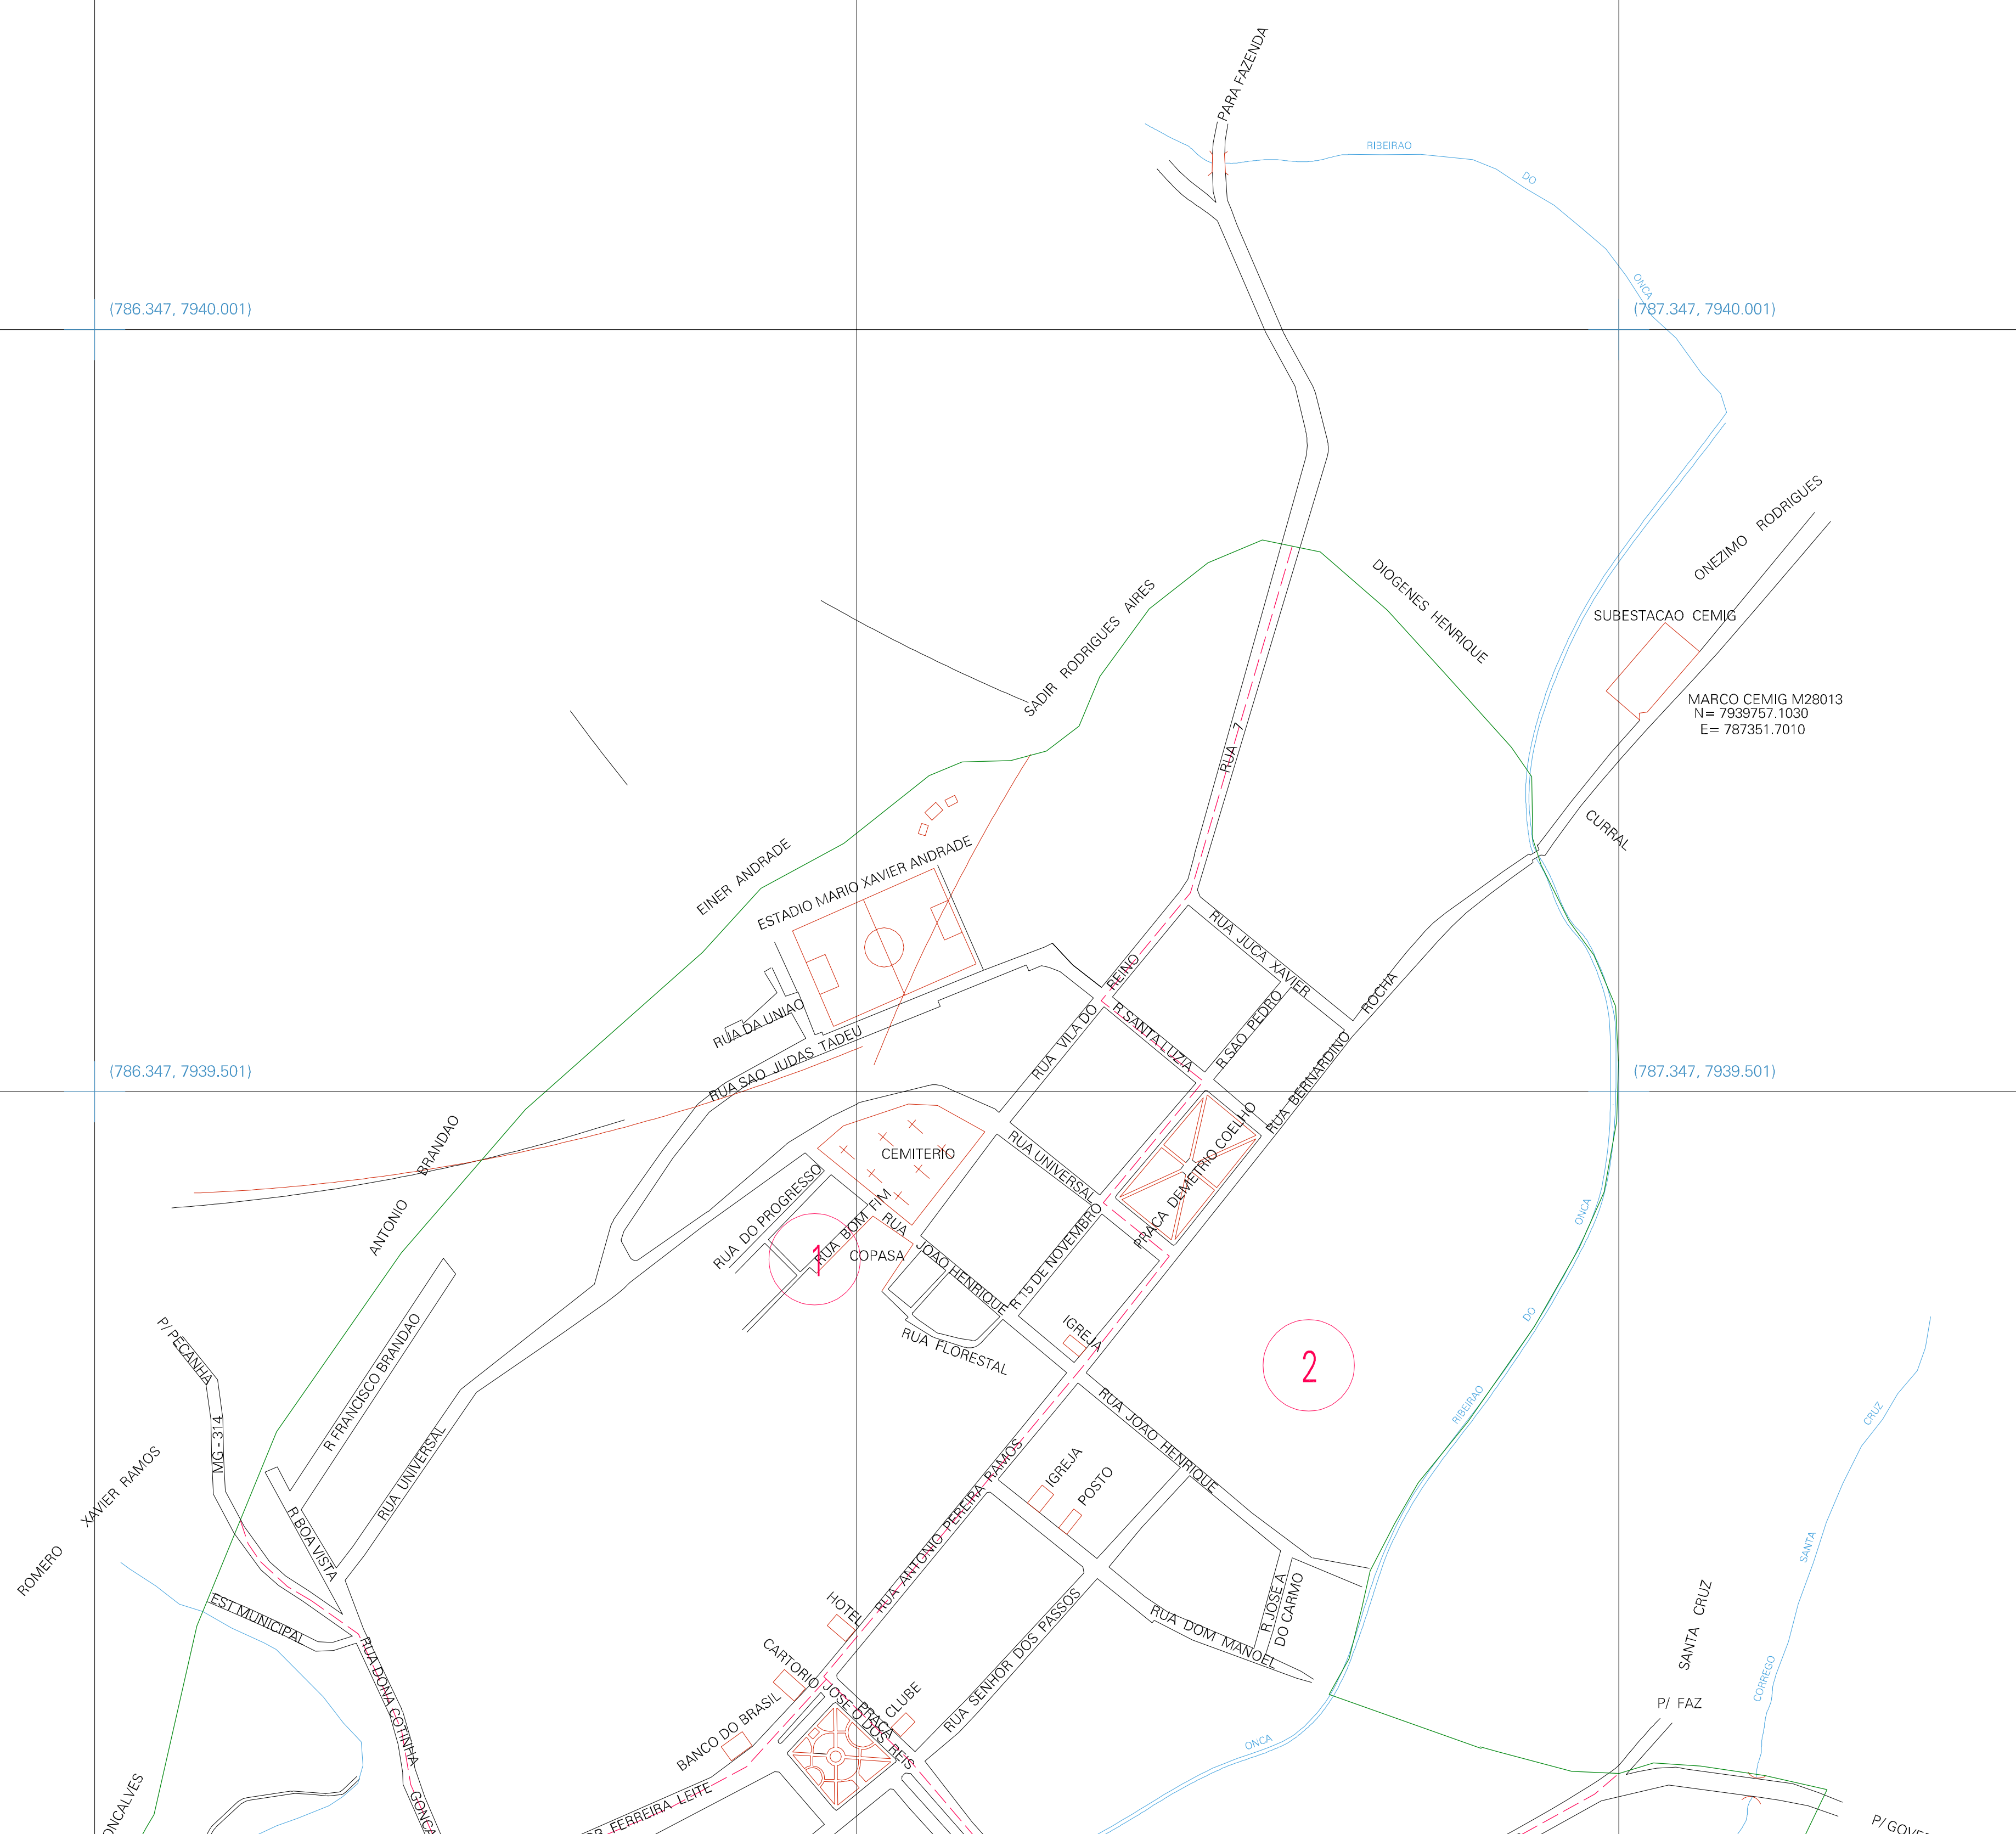 PARA FAZENDA
RIBEIRAO
DO
ONCA
(786.347, 7940.001)
(787.347, 7940.001)
ONEZIMO RODRIGUES
DIOGENES HENRIQUE
SADIR RODRIGUES AIRES
SUBESTACAO CEMIG
MARCO CEMIG M28013
N= 7939757.1030
E= 787351.7010
RUA 7
CURRAL
EINER ANDRADE
ESTADIO MARIO XAVIER ANDRADE
RUA JUCA XAVIER
ROCHA
REINO
RUA VILA DO
R SANTA LUZIA
R SAO PEDRO
RUA DA UNIAO
RUA SAO JUDAS TADEU
RUA BERNARDINO
(786.347, 7939.501)
(787.347, 7939.501)
ANTONIO BRANDAO
CEMITERIO
RUA UNIVERSAL
PRACA DEMETRIO COELHO
RUA DO PROGRESSO
RUA BOM FIM
1
COPASA
RUA JOAO HENRIQUE
R 15 DE NOVEMBRO
RUA FLORESTAL
IGREJA
2
ONCA
DO
RIBEIRAO
P/ PECANHA
MG - 314
R FRANCISCO BRANDAO
RUA UNIVERSAL
RUA JOAO HENRIQUE
CRUZ
SANTA
CORREGO
ROMERO XAVIER RAMOS
R BOA VISTA
RUA ANTONIO PEREIRA RAMOS
IGREJA
POSTO
EST MUNICIPAL
HOTEL
R JOSE A
DO CARMO
RUA DOM MANOEL
RUA SENHOR DOS PASSOS
SANTA CRUZ
P/ FAZ
RUA DONA COTINHA
CARTORIO
BANCO DO BRASIL
PRACA
JOSE O DOS REIS
CLUBE
ONCA
FERREIRA LEITE